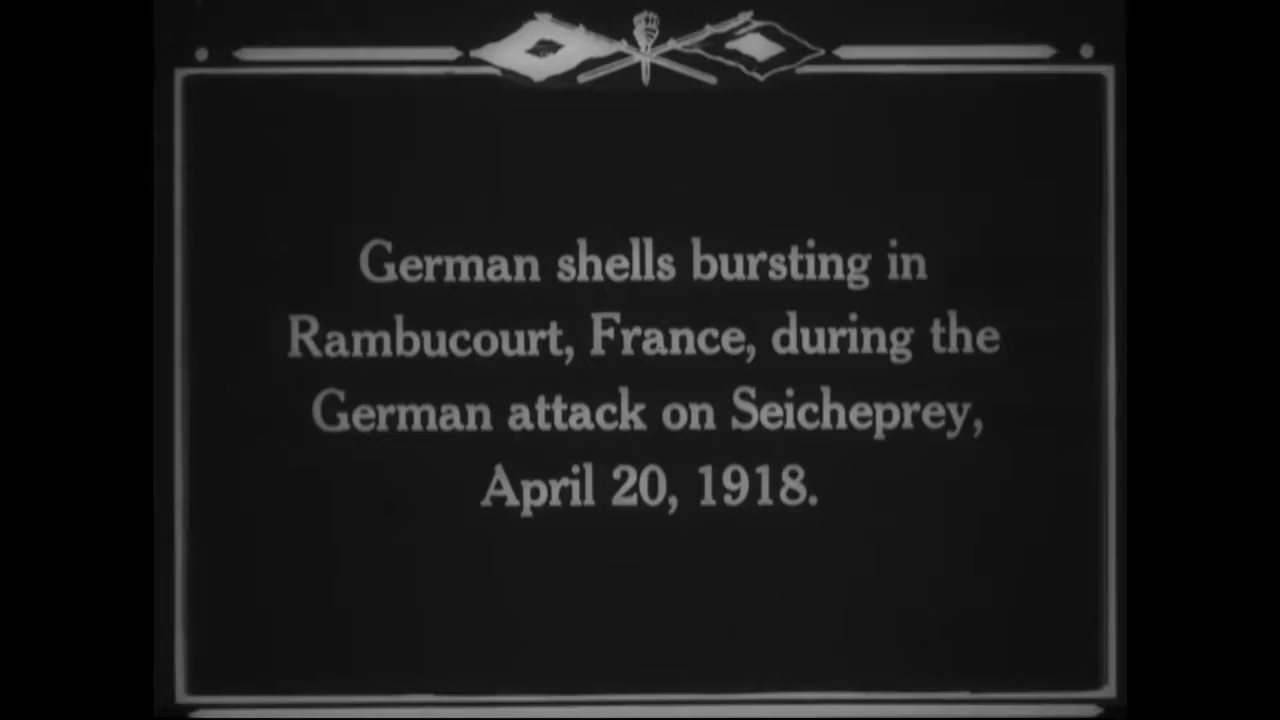 German shells bursting in
Rambucourt, France, during the
German attack on Seicheprey,
April 20, 1918.